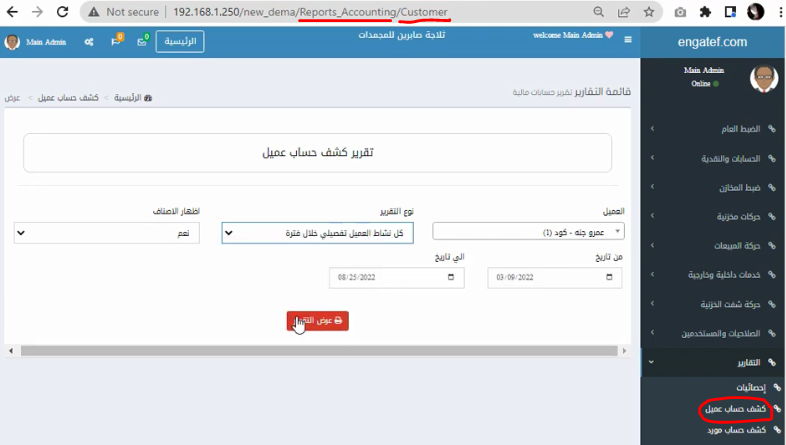 Not secure | 192.168.1.250/new_dema/Reports_Accounting/Customer
engatef.com
welcome Main Admin
ثلاجة صابرين للمجمدات
الرئيسية
0
0
Main Admin
Main Admin
Online
قائمة التقارير تقرير حسابات مالية
الرئيسية > كشف حساب عميل > عرض
تقرير كشف حساب عميل
العميل
نوع التقرير
اظهار الاصناف
عمرو جنه - كود (1)
كل نشاط العميل تفصيلي خلال فترة
نعم
من تاريخ
الي تاريخ
03/09/2022
08/25/2022
عرض التقرير
الضبط العام
الحسابات والنقدية
ضبط المخازن
حركات مخزنية
حركة المبيعات
خدمات داخلية وخارجية
حركة شفت الخزنية
الصلاحيات والمستخدمين
التقارير
إحصائيات
كشف حساب عميل
كشف حساب مورد